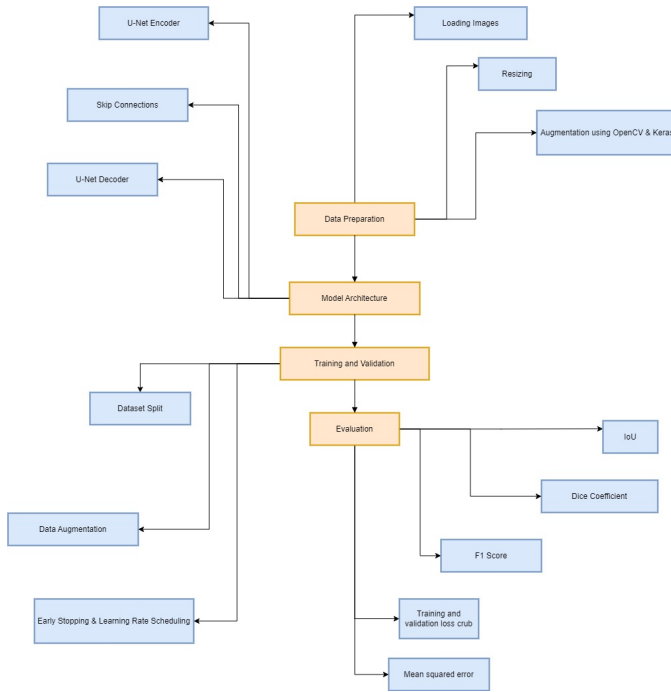 U-Net Encoder
Loading Images
Resizing
Skip Connections
Augmentation using OpenCV & Keras
U-Net Decoder
Data Preparation
Model Architecture
Training and Validation
Dataset Split
Evaluation
IoU
Dice Coefficient
Data Augmentation
F1 Score
Early Stopping & Learning Rate Scheduling
Training and
validation loss crub
Mean squared error